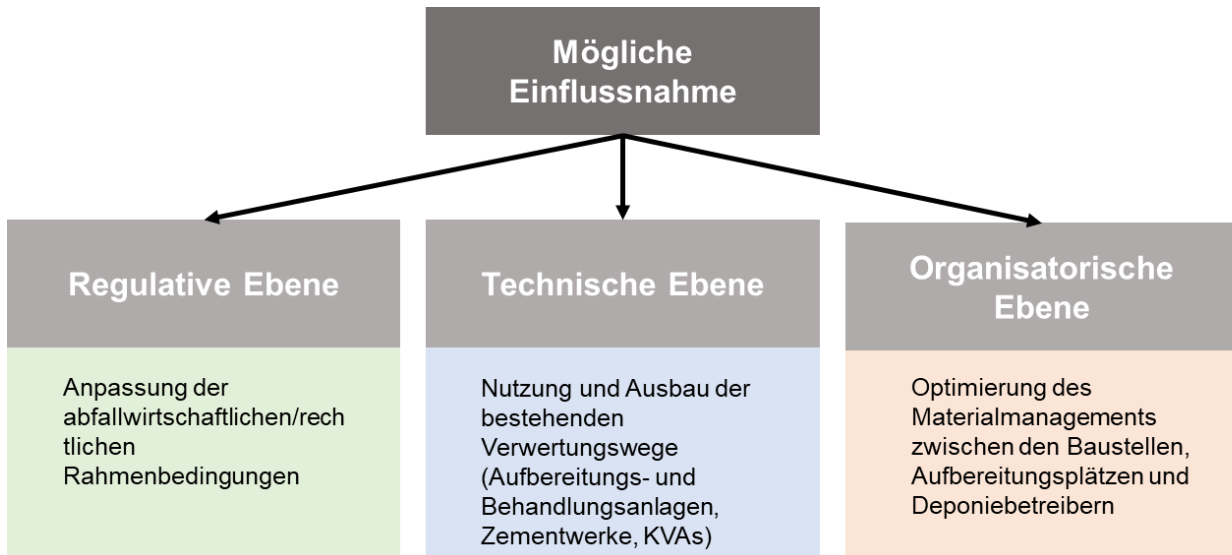 Mögliche
Einflussnahme
Regulative Ebene
Anpassung der
abfallwirtschaftlichen/rech
tlichen
Rahmenbedingungen
Technische Ebene
Nutzung und Ausbau der
bestehenden
Verwertungswege
(Aufbereitungs- und
Behandlungsanlagen,
Zementwerke, KVAs)
Organisatorische
Ebene
Optimierung des
Materialmanagements
zwischen den Baustellen,
Aufbereitungsplätzen und
Deponiebetreibern